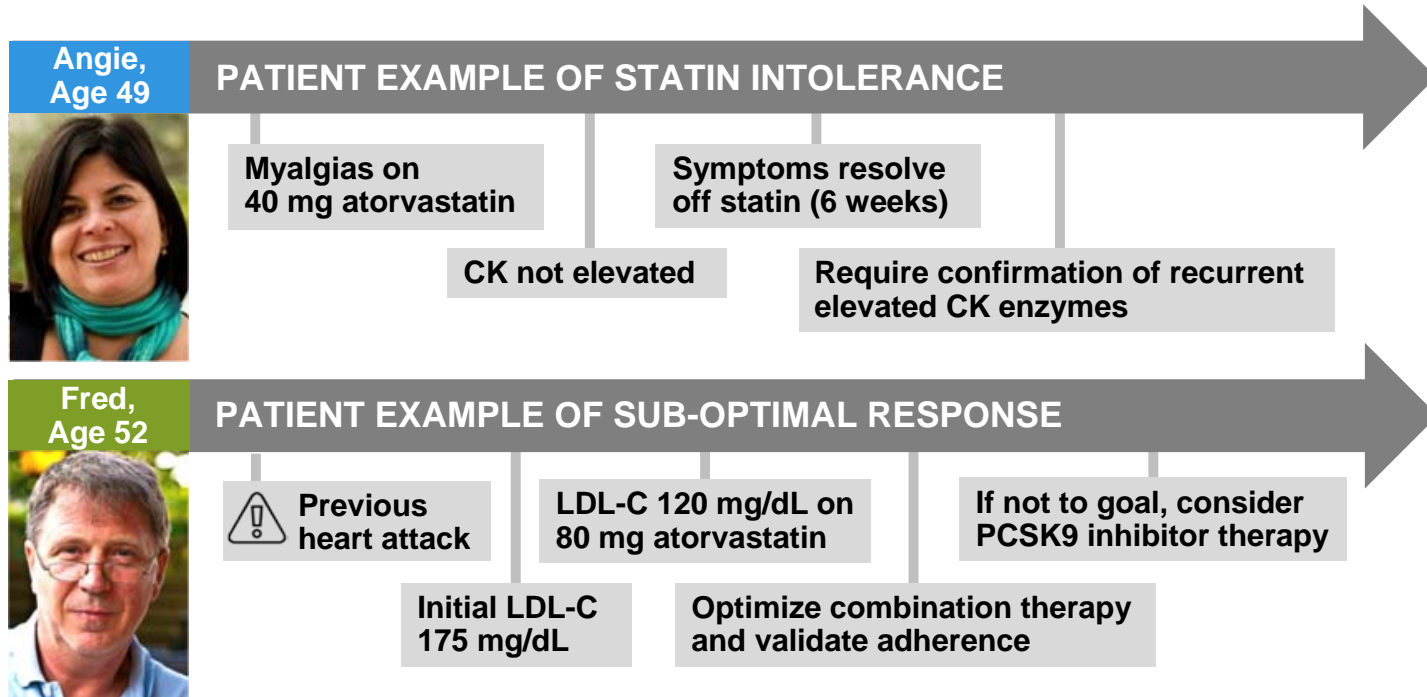 Angie,
Age 49
PATIENT EXAMPLE OF STATIN INTOLERANCE
Myalgias on
40 mg atorvastatin
CK not elevated
Symptoms resolve
off statin (6 weeks)
Require confirmation of recurrent
elevated CK enzymes
Fred,
Age 52
PATIENT EXAMPLE OF SUB-OPTIMAL RESPONSE
Previous
heart attack
Initial LDL-C
175 mg/dL
LDL-C 120 mg/dL on
80 mg atorvastatin
Optimize combination therapy
and validate adherence
If not to goal, consider
PCSK9 inhibitor therapy